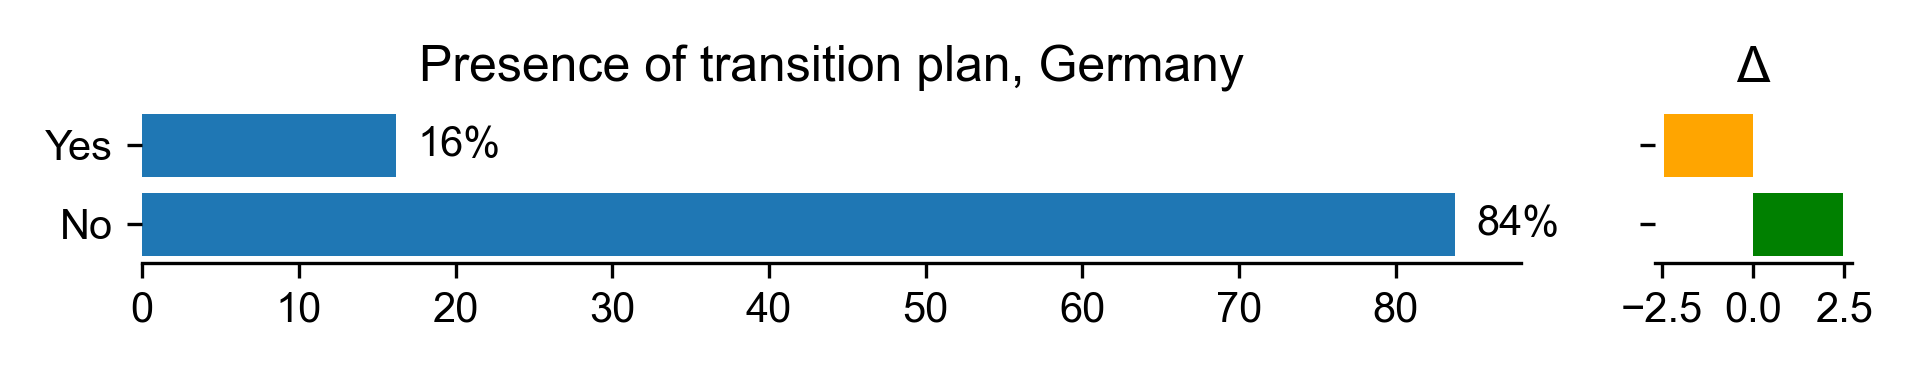 Presence of transition plan, Germany
Δ
Yes
16%
No
84%
0 10 20 30 40 50 60 70 80
−2.5 0.0 2.5